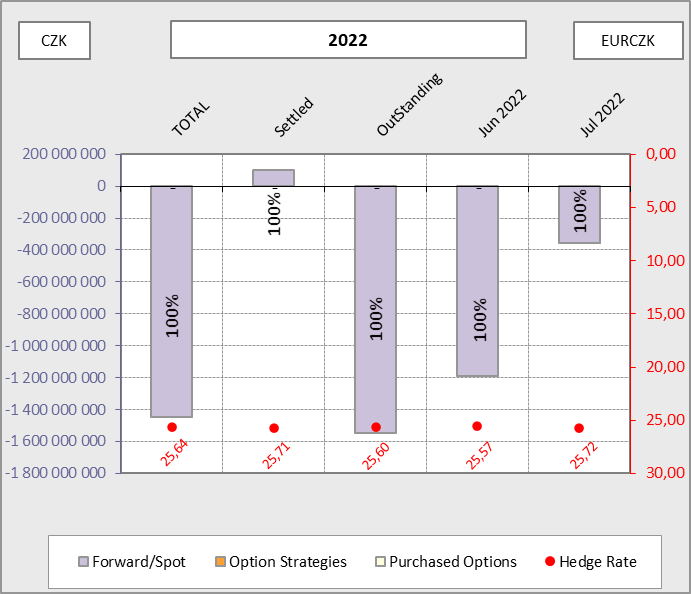 CZK 2022 EURCZK
TOTAL Settled OutStanding Jun 2022 Jul 2022
200 000 000 0,00
0
-200 000 000 5,00
-400 000 000
-600 000 000 10,00
-800 000 000 15,00
-1 000 000 000
-1 200 000 000 20,00
-1 400 000 000 25,00
-1 600 000 000
-1 800 000 000 30,00
100% 100% 100% 100% 100%
25,64 25,71 25,60 25,57 25,72
Forward/Spot Option Strategies Purchased Options Hedge Rate